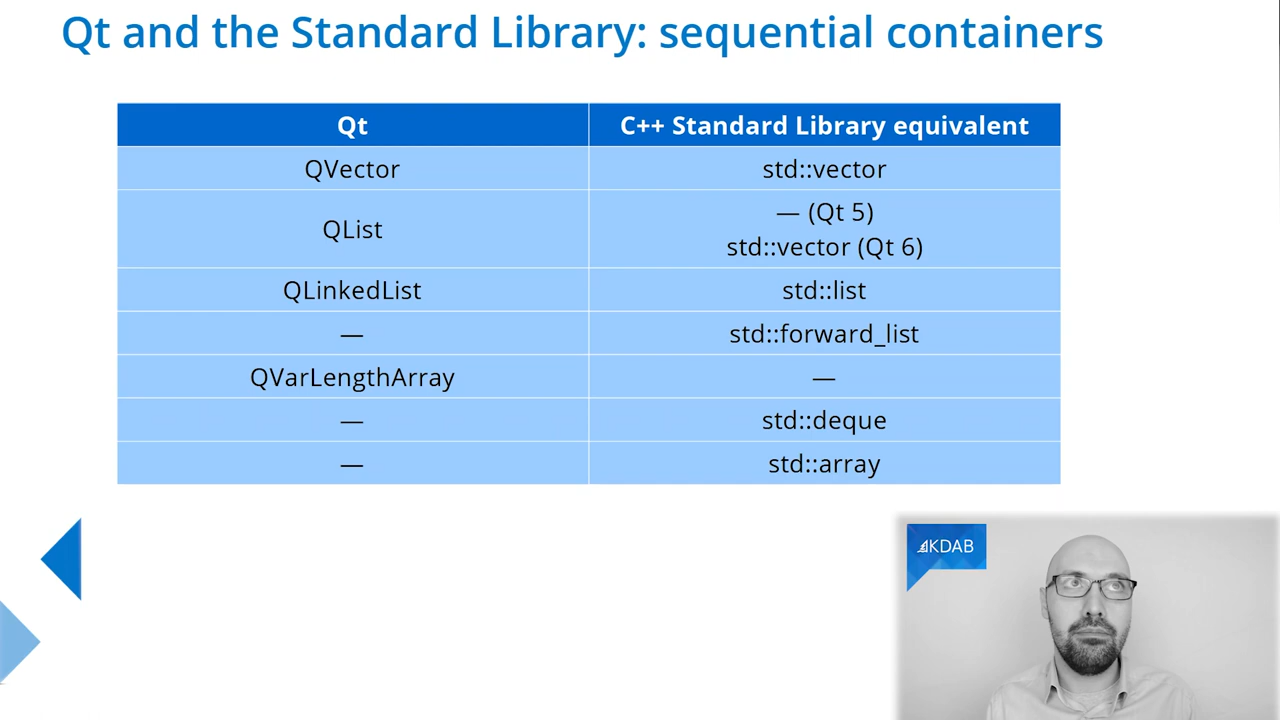 Qt and the Standard Library: sequential containers
Qt
C++ Standard Library equivalent
QVector
std::vector
QList
— (Qt 5)
std::vector (Qt 6)
QLinkedList
std::list
—
std::forward_list
QVarLengthArray
—
—
std::deque
—
std::array
KDAB